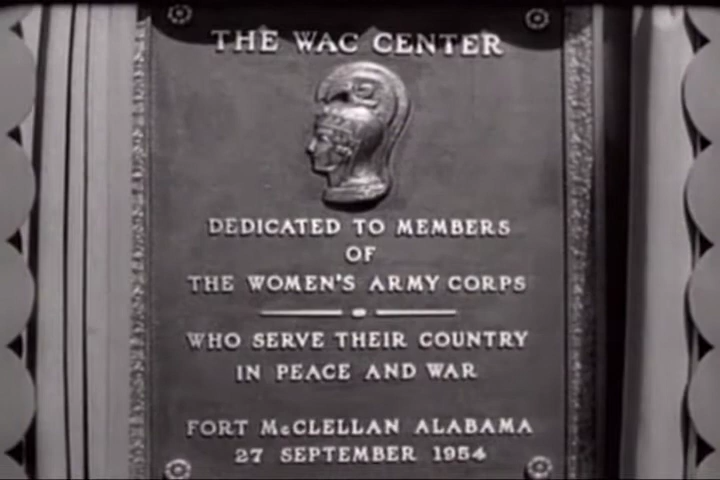 THE WAC CENTER
DEDICATED TO MEMBERS
OF
THE WOMEN'S ARMY CORPS
WHO SERVE THEIR COUNTRY
IN PEACE AND WAR
FORT McCLELLAN ALABAMA
27 SEPTEMBER 1954